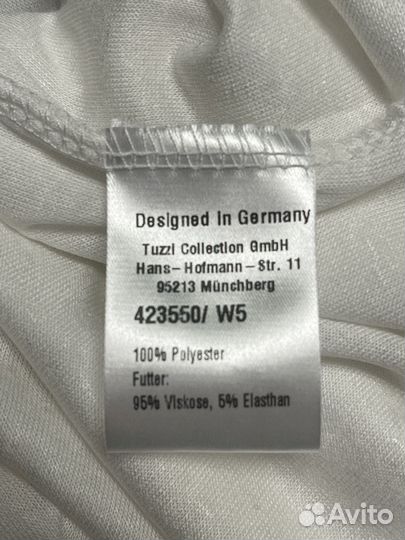 Designed in Germany
Tuzzi Collection GmbH
Hans-Hofmann-Str. 11
95213 Münchberg
423550/ W5
100% Polyester
Futter:
95% Viskose, 5% Elasthan
Avito